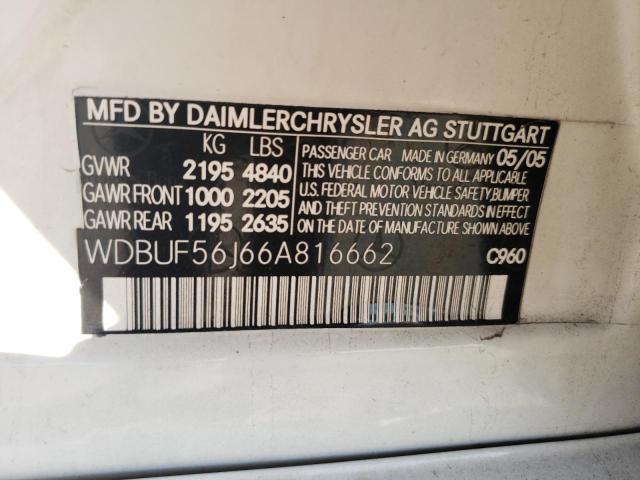 MFD BY DAIMLERCHRYSLER AG STUTTGART
KG LBS
GVWR 2195 4840
GAWR FRONT 1000 2205
GAWR REAR 1195 2635
PASSENGER CAR MADE IN GERMANY 05/05
THIS VEHICLE CONFORMS TO ALL APPLICABLE
U.S. FEDERAL MOTOR VEHICLE SAFETY, BUMPER
AND THEFT PREVENTION STANDARDS IN EFFECT
ON THE DATE OF MANUFACTURE SHOWN ABOVE
WDBUF56J66A816662 C960